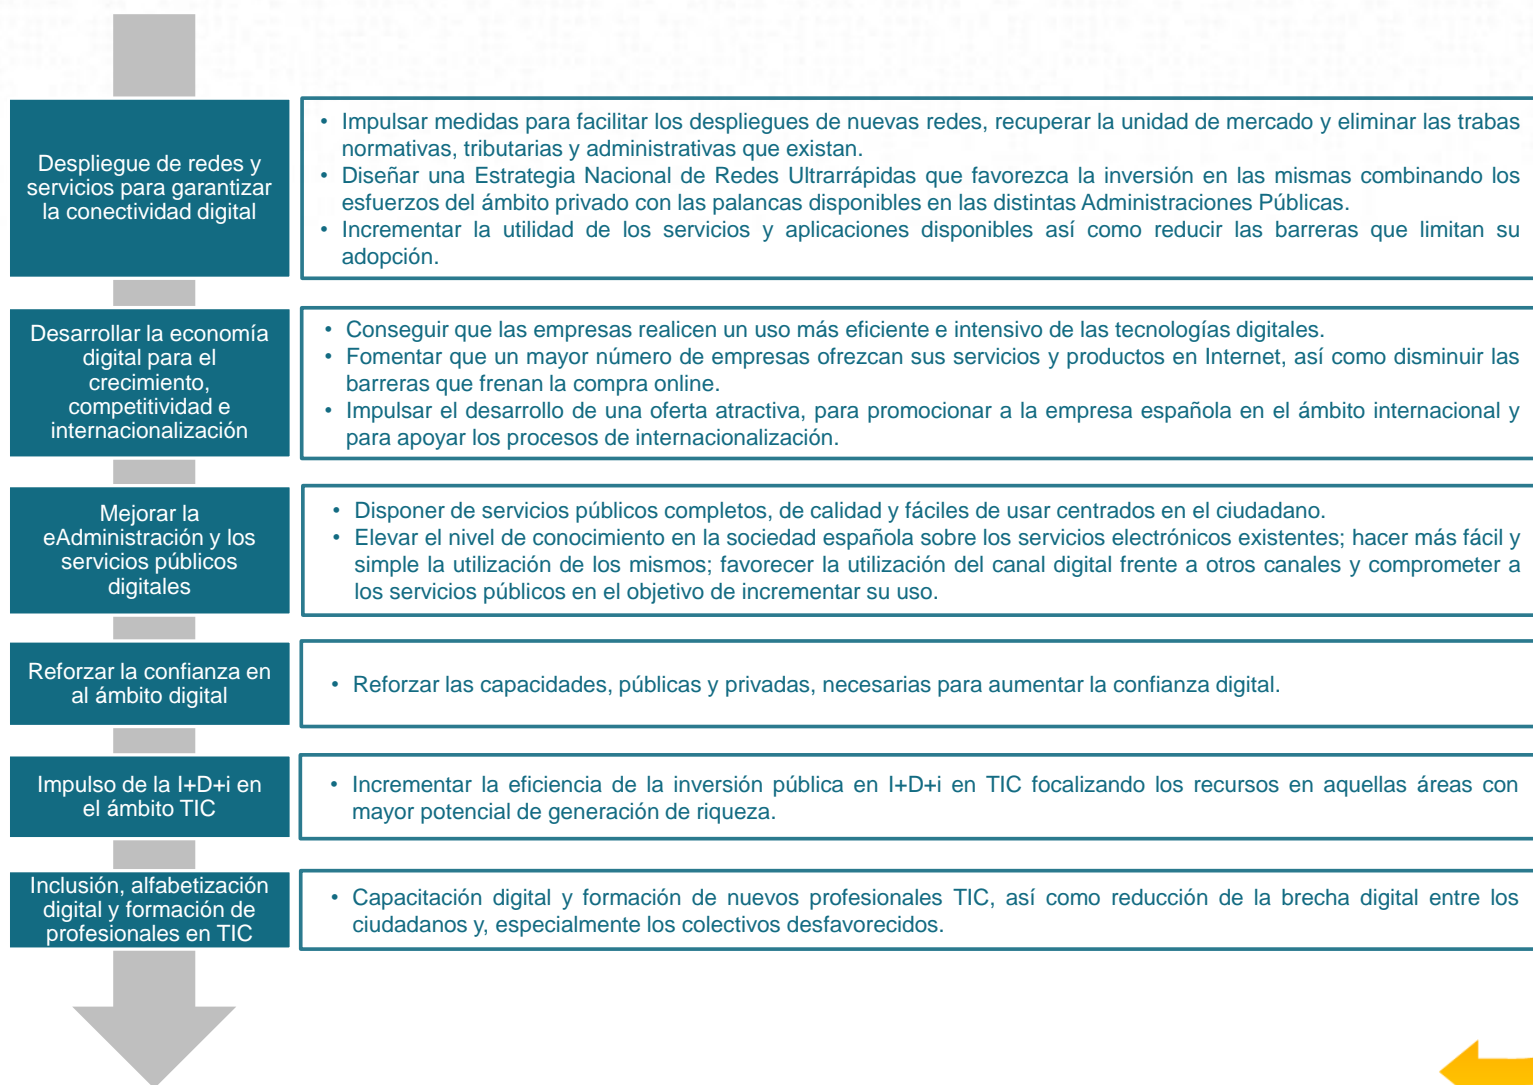 Despliegue de redes y
servicios para garantizar
la conectividad digital
• Impulsar medidas para facilitar los despliegues de nuevas redes, recuperar la unidad de mercado y eliminar las trabas
normativas, tributarias y administrativas que existan.
• Diseñar una Estrategia Nacional de Redes Ultrarrápidas que favorezca la inversión en las mismas combinando los
esfuerzos del ámbito privado con las palancas disponibles en las distintas Administraciones Públicas.
• Incrementar la utilidad de los servicios y aplicaciones disponibles así como reducir las barreras que limitan su
adopción.
Desarrollar la economía
digital para el
crecimiento,
competitividad e
internacionalización
• Conseguir que las empresas realicen un uso más eficiente e intensivo de las tecnologías digitales.
• Fomentar que un mayor número de empresas ofrezcan sus servicios y productos en Internet, así como disminuir las
barreras que frenan la compra online.
• Impulsar el desarrollo de una oferta atractiva, para promocionar a la empresa española en el ámbito internacional y
para apoyar los procesos de internacionalización.
Mejorar la
eAdministración y los
servicios públicos
digitales
• Disponer de servicios públicos completos, de calidad y fáciles de usar centrados en el ciudadano.
• Elevar el nivel de conocimiento en la sociedad española sobre los servicios electrónicos existentes; hacer más fácil y
simple la utilización de los mismos; favorecer la utilización del canal digital frente a otros canales y comprometer a
los servicios públicos en el objetivo de incrementar su uso.
Reforzar la confianza en
al ámbito digital
• Reforzar las capacidades, públicas y privadas, necesarias para aumentar la confianza digital.
Impulso de la I+D+i en
el ámbito TIC
• Incrementar la eficiencia de la inversión pública en I+D+i en TIC focalizando los recursos en aquellas áreas con
mayor potencial de generación de riqueza.
Inclusión, alfabetización
digital y formación de
profesionales en TIC
• Capacitación digital y formación de nuevos profesionales TIC, así como reducción de la brecha digital entre los
ciudadanos y, especialmente los colectivos desfavorecidos.